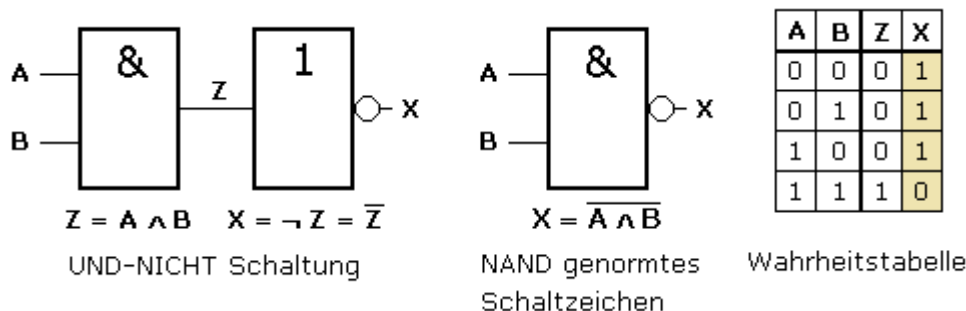 & 1
A
B
Z
X
Z = A ∧ B X = ¬ Z = Z̅
UND-NICHT Schaltung
&
A
B
X
X = A̅ ̅∧̅ ̅B̅
NAND genormtes
Schaltzeichen
A B Z X
0 0 0 1
0 1 0 1
1 0 0 1
1 1 1 0
Wahrheitstabelle